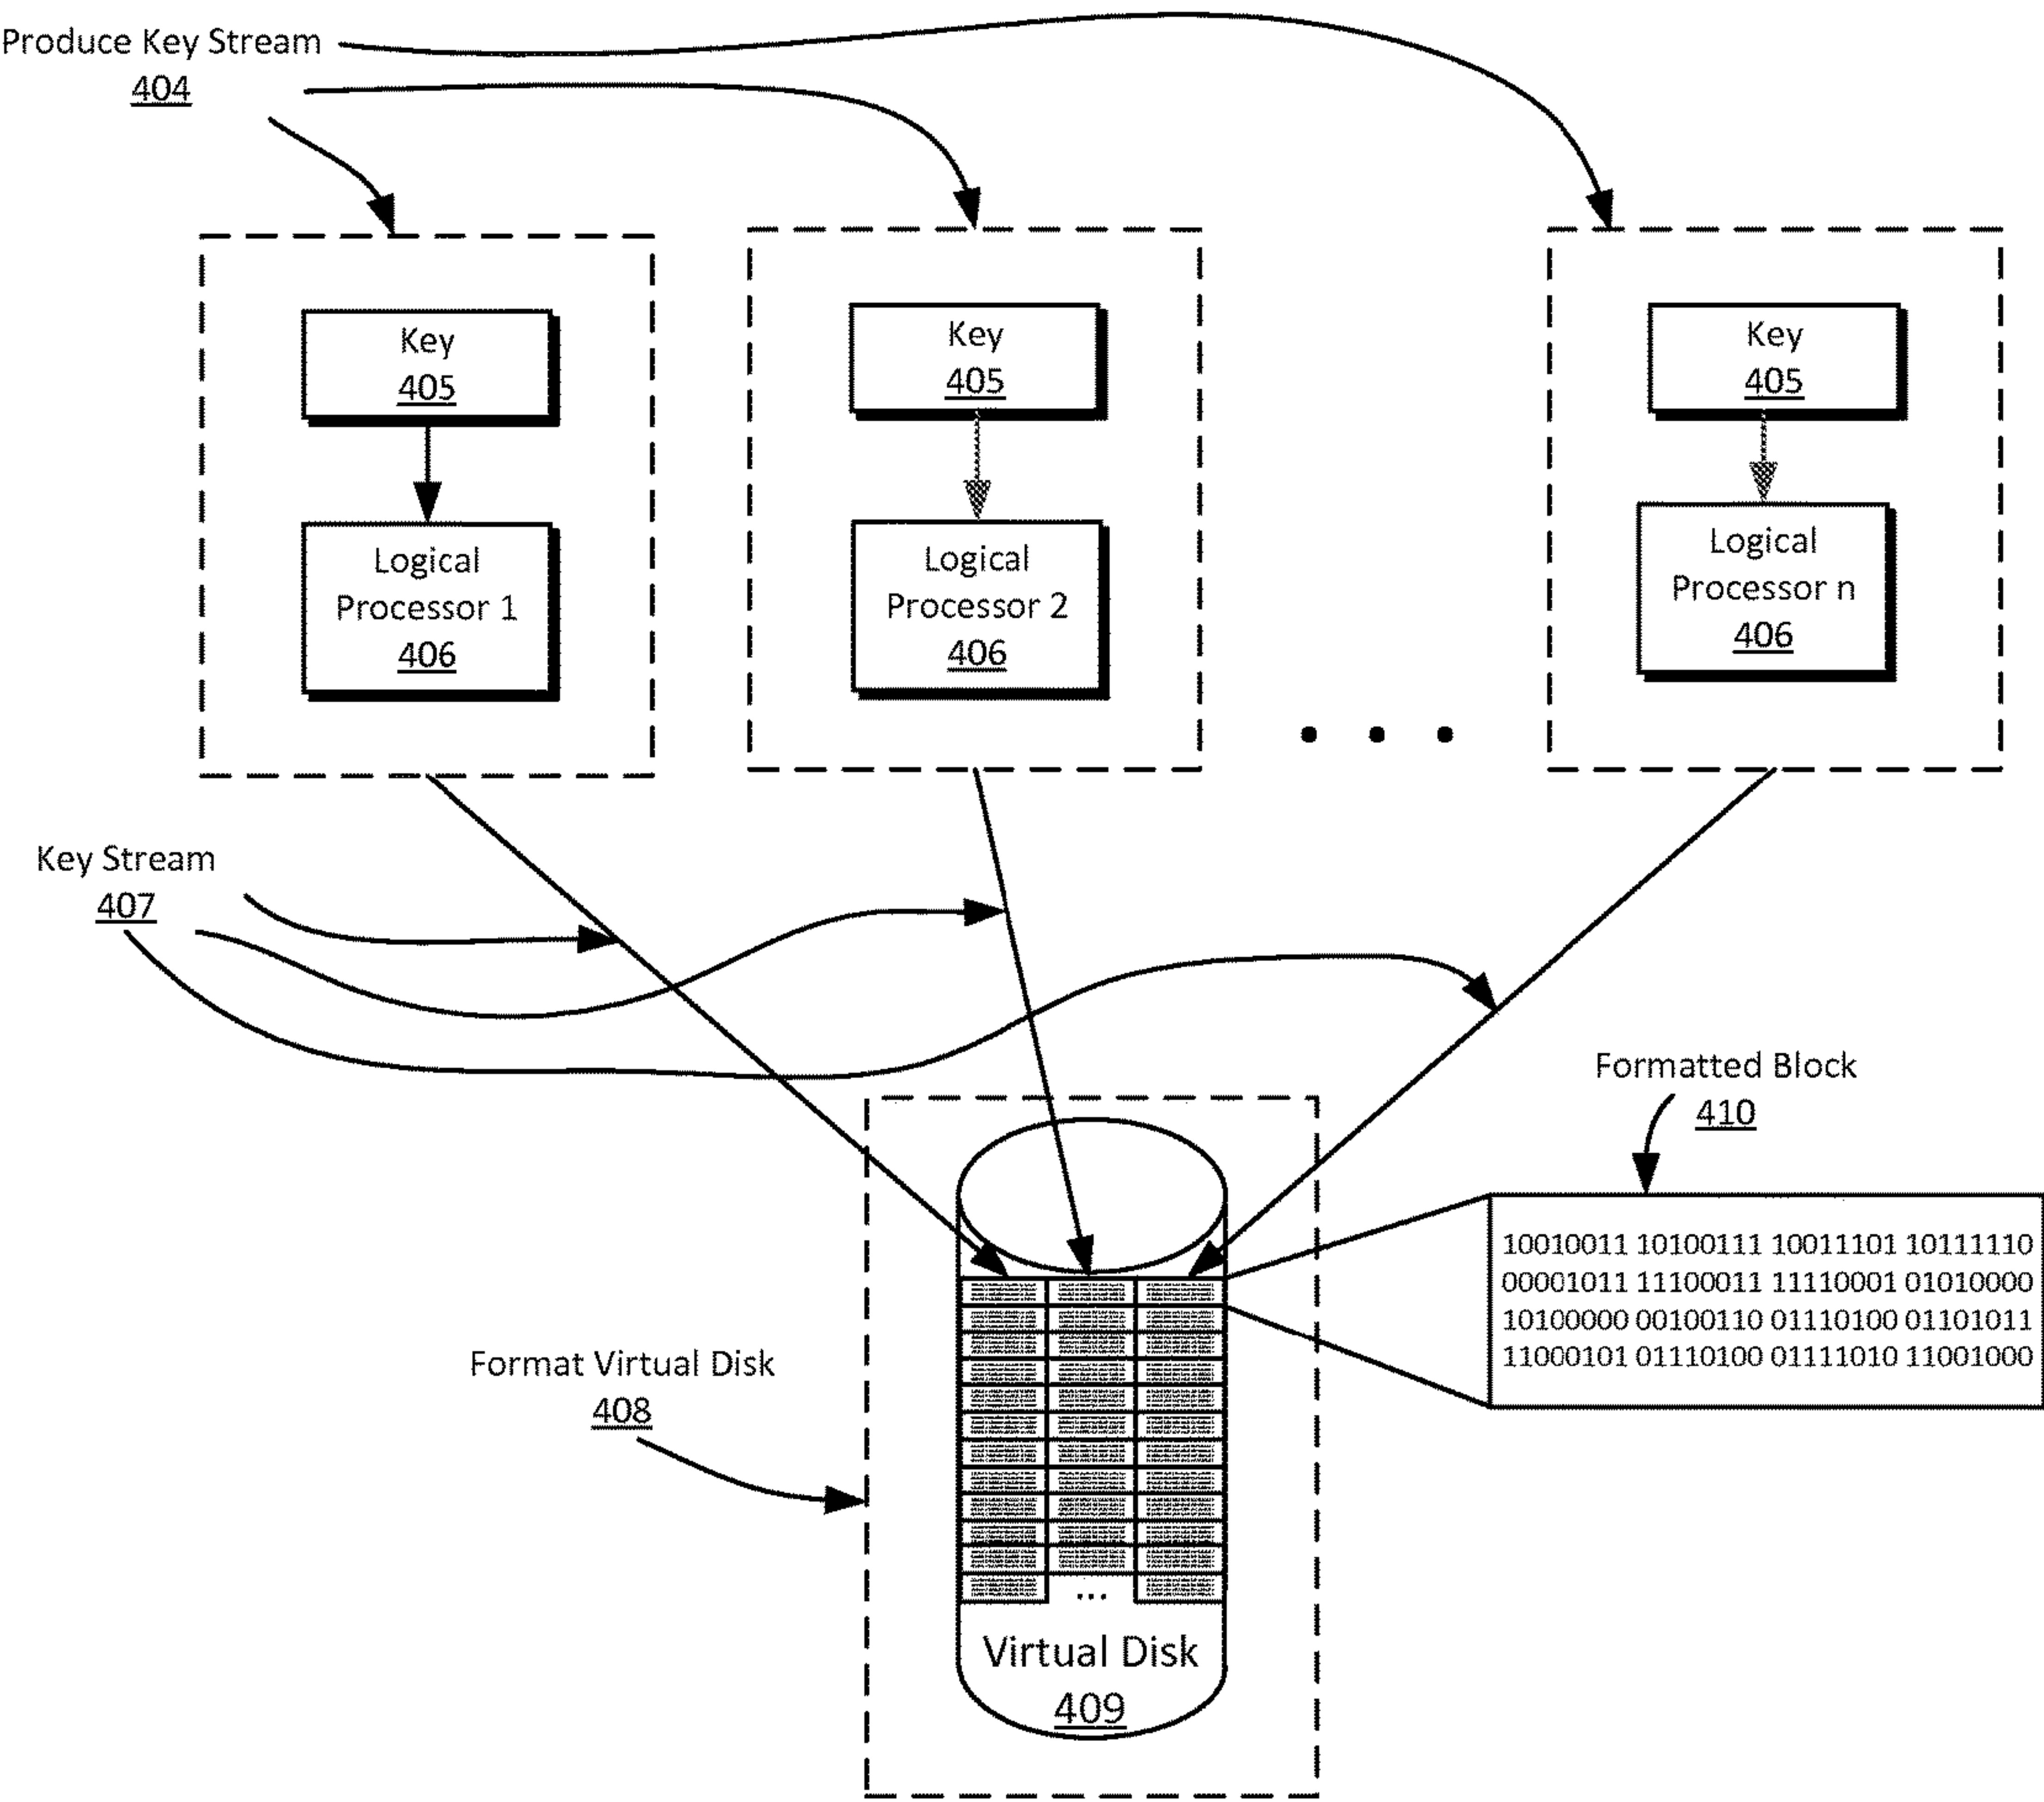 Produce Key Stream
404
Key
405
Logical
Processor 1
406
Key
405
Logical
Processor 2
406
Key
405
Logical
Processor n
406
. . .
Key Stream
407
Formatted Block
410
10010011 10100111 10011101 10111110
00001011 11100011 11110001 01010000
10100000 00100110 01110100 01101011
11000101 01110100 01111010 11001000
Format Virtual Disk
408
...
Virtual Disk
409